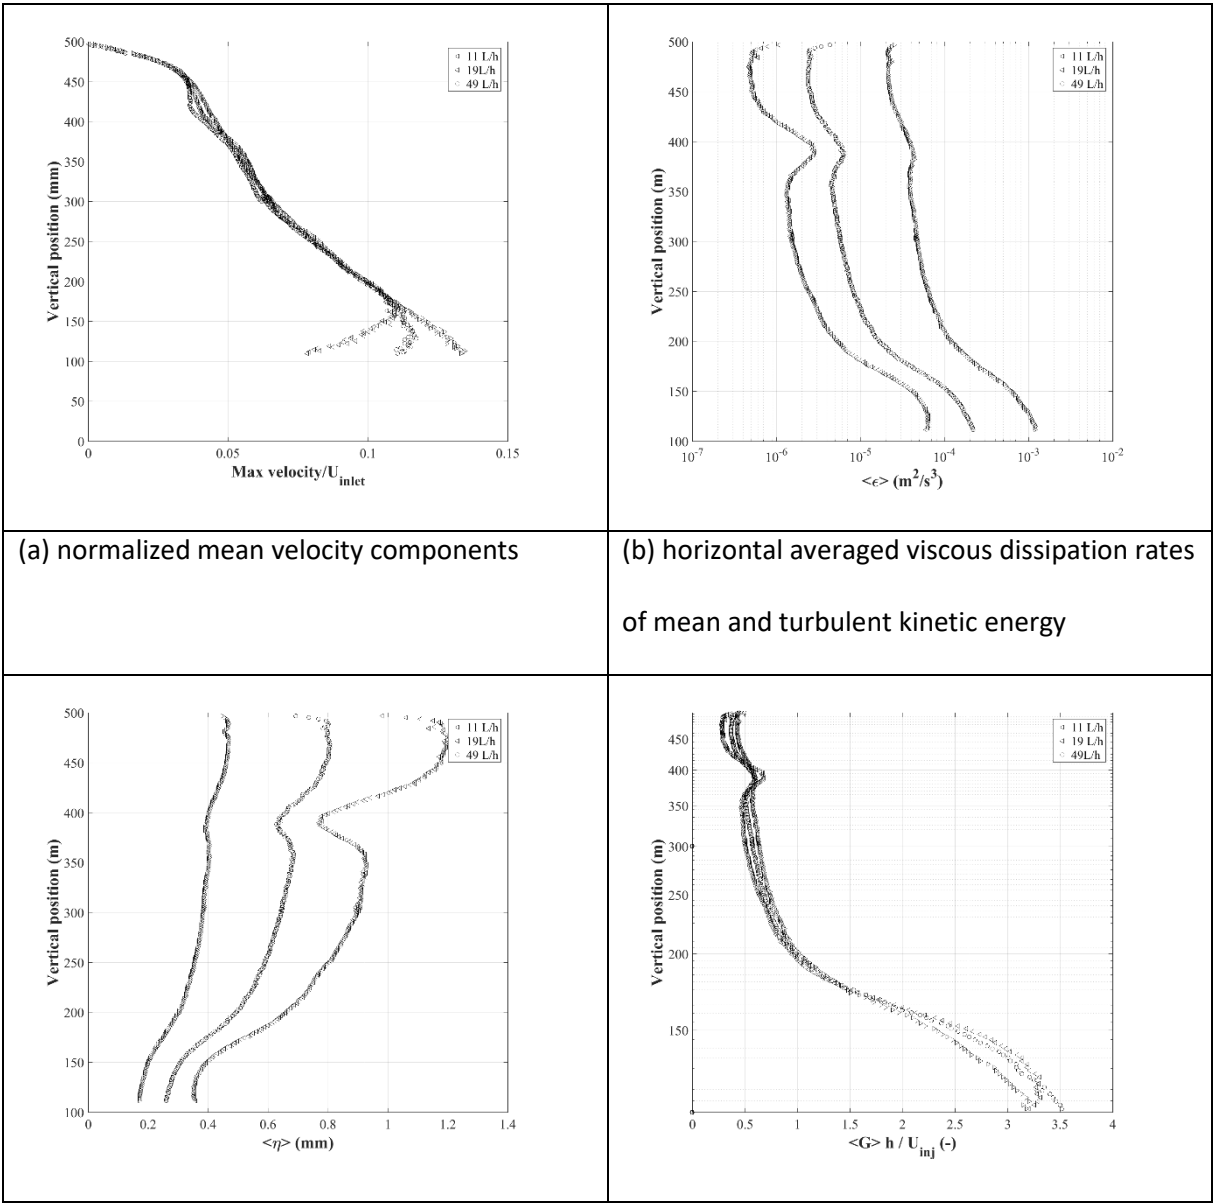 500
450
400
350
300
250
200
150
100
50
0
Vertical position (mm)
0 0.05 0.1 0.15
Max velocity/U_inlet
11 L/h
19L/h
49 L/h
500
450
400
350
300
250
200
150
100
Vertical position (m)
10^-7 10^-6 10^-5 10^-4 10^-3 10^-2
<ϵ> (m^2/s^3)
11 L/h
19L/h
49 L/h
(a) normalized mean velocity components
(b) horizontal averaged viscous dissipation rates
of mean and turbulent kinetic energy
500
450
400
350
300
250
200
150
100
Vertical position (m)
0 0.2 0.4 0.6 0.8 1 1.2 1.4
<η> (mm)
11 L/h
19L/h
49 L/h
450
400
350
300
250
200
150
Vertical position (m)
0 0.5 1 1.5 2 2.5 3 3.5 4
<G> h / U_inj (-)
11 L/h
19 L/h
49L/h